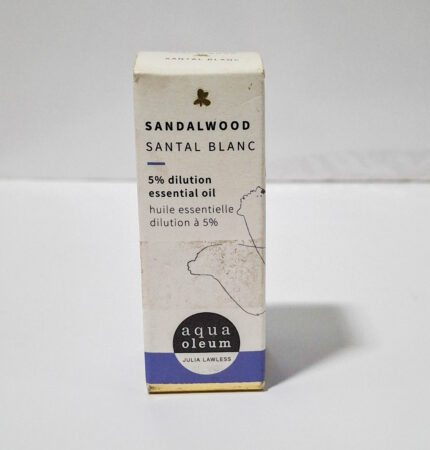 SANTAL BLANC
SANDALWOOD
SANTAL BLANC
5% dilution
essential oil
huile essentielle
dilution à 5%
aqua
oleum
JULIA LAWLESS